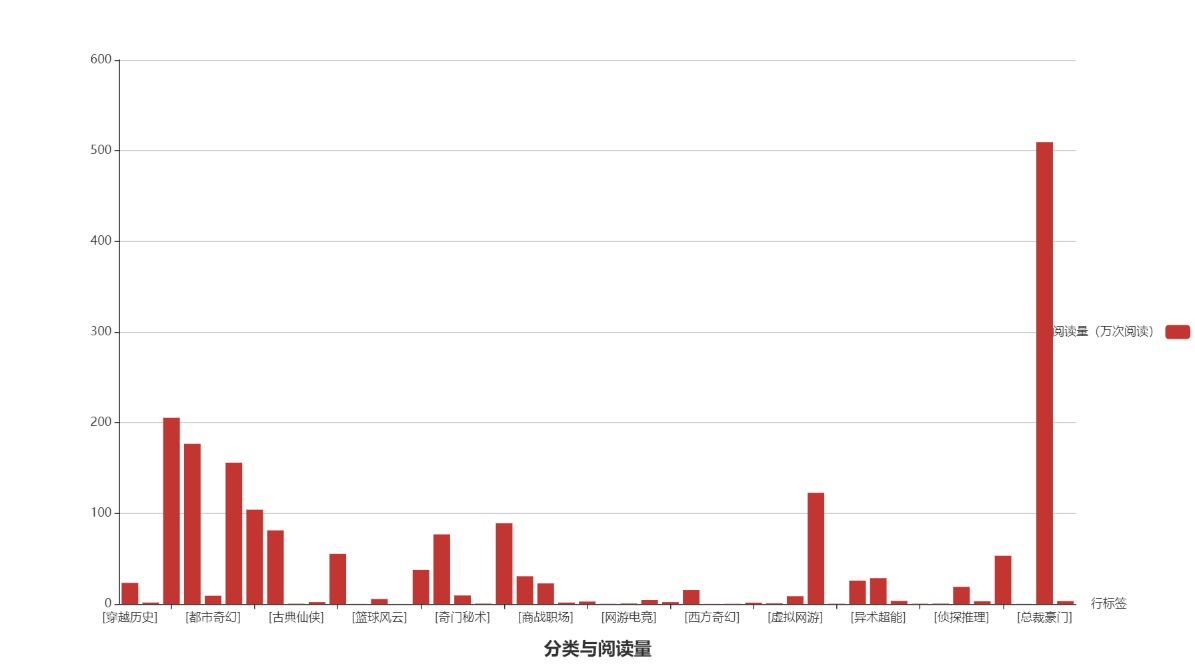 600
500
400
300
200
100
0
阅读量（万次阅读）
[穿越历史]
[都市奇幻]
[古典仙侠]
[篮球风云]
[奇门秘术]
[商战职场]
[网游电竞]
[西方奇幻]
[虚拟网游]
[异术超能]
[侦探推理]
[总裁豪门]
行标签
分类与阅读量